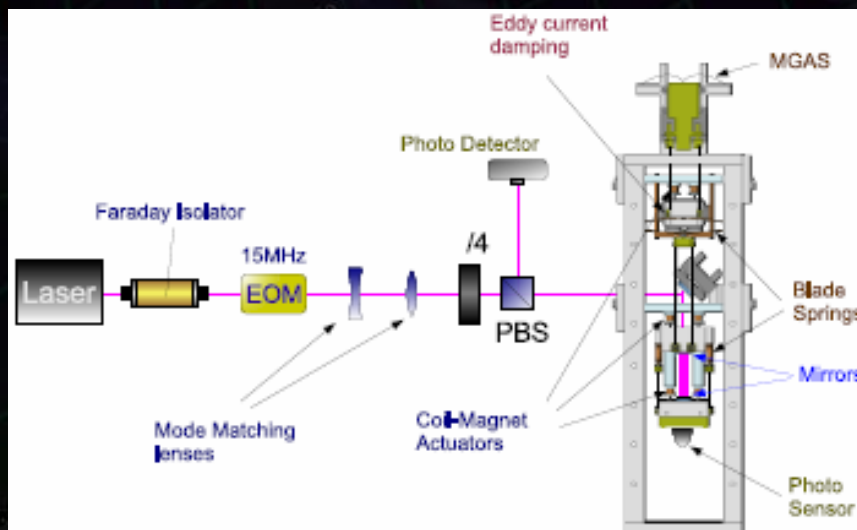 Eddy current
damping
MGAS
Photo Detector
Faraday Isolator
15MHz
Laser
EOM
/4
PBS
Blade
Springs
Mirrors
Mode Matching
lenses
Coil-Magnet
Actuators
Photo
Sensor